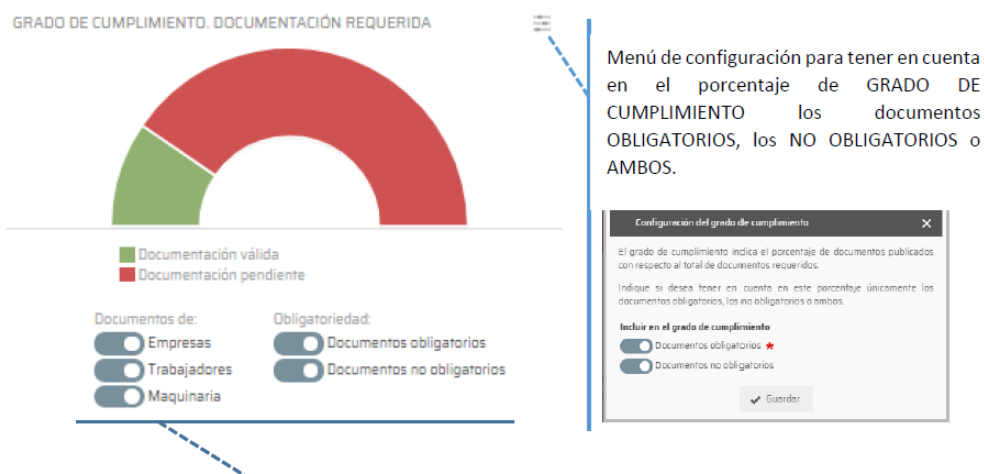 GRADO DE CUMPLIMIENTO. DOCUMENTACIÓN REQUERIDA
Documentación válida
Documentación pendiente
Documentos de:
Empresas
Trabajadores
Maquinaria
Obligatoriedad:
Documentos obligatorios
Documentos no obligatorios
Menú de configuración para tener en cuenta
en el porcentaje de GRADO DE
CUMPLIMIENTO los documentos
OBLIGATORIOS, los NO OBLIGATORIOS o
AMBOS.
Configuración del grado de cumplimiento
El grado de cumplimiento indica el porcentaje de documentos publicados
con respecto al total de documentos requeridos.
Indique si desea tener en cuenta en este porcentaje únicamente los
documentos obligatorios, los no obligatorios o ambos.
Incluir en el grado de cumplimiento
Documentos obligatorios *
Documentos no obligatorios
Guardar